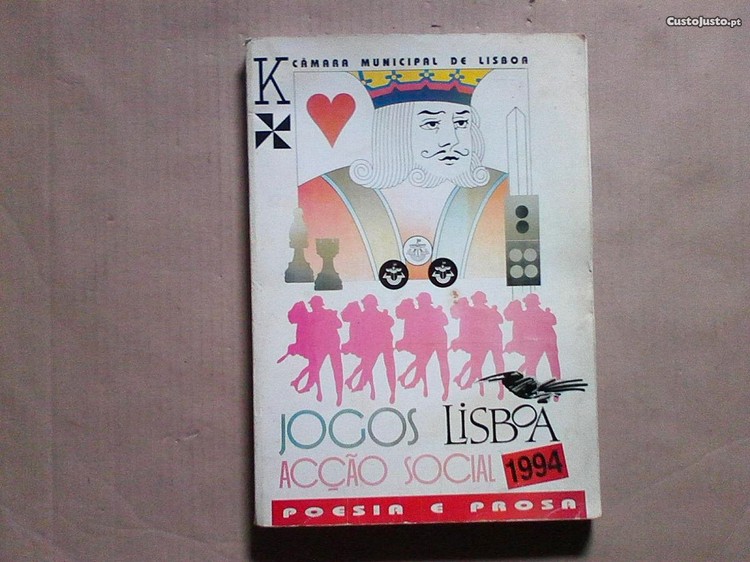 CustoJusto.pt
K CÂMARA MUNICIPAL DE LISBOA
JOGOS LISBOA
ACÇÃO SOCIAL 1994
POESIA E PROSA